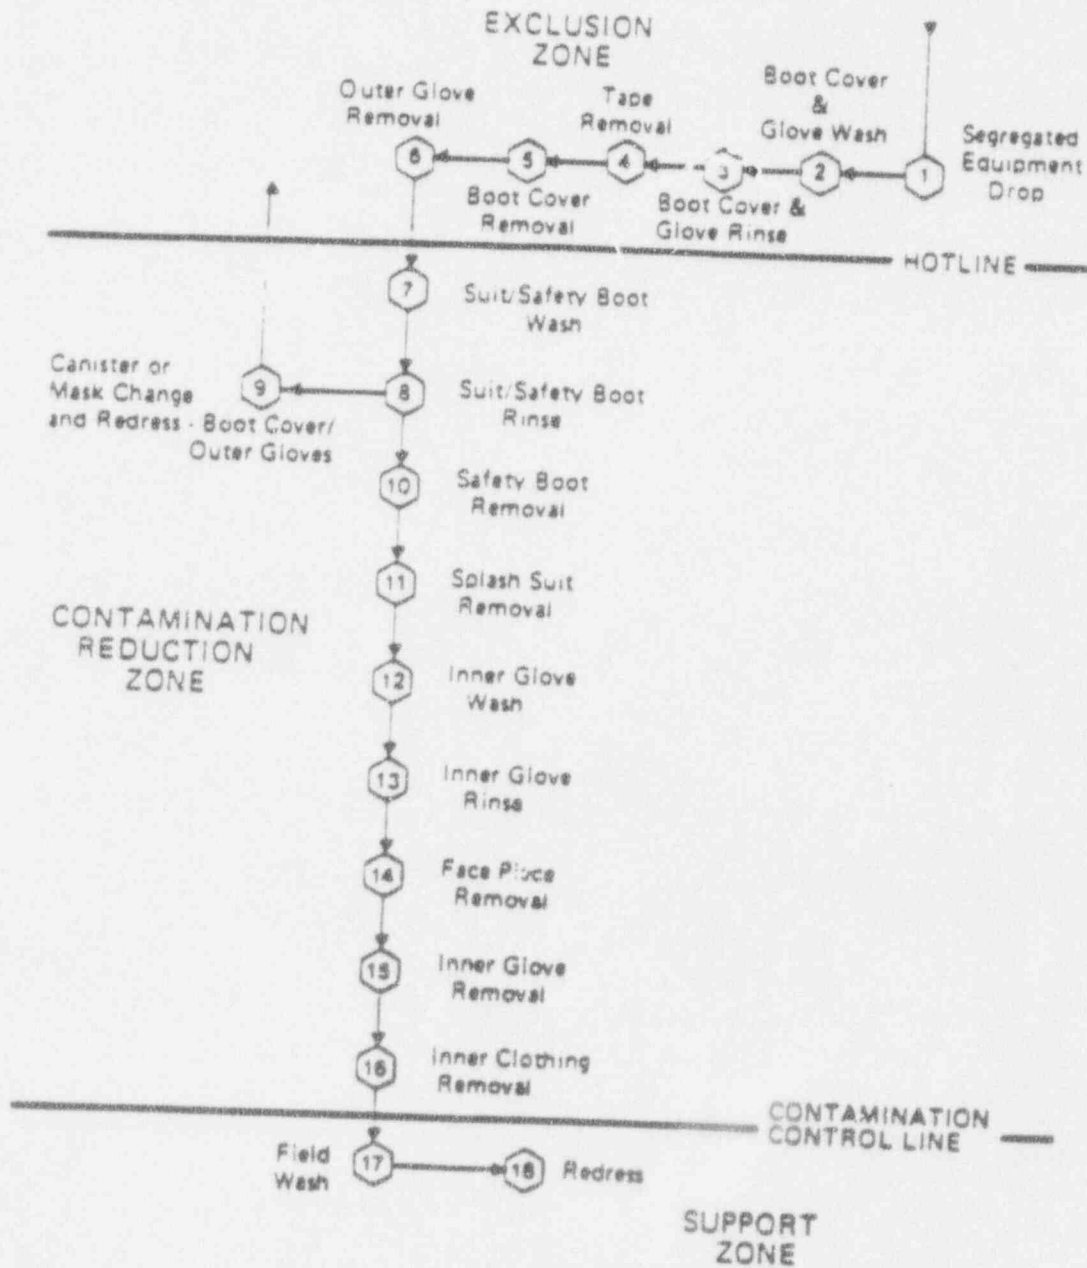 EXCLUSION
ZONE
Outer Glove
Removal
Tape
Removal
Boot Cover
&
Glove Wash
Segregated
Equipment
Drop
6
5
4
3
2
1
Boot Cover
Removal
Boot Cover &
Glove Rinse
HOTLINE
7
Suit/Safety Boot
Wash
Canister or
Mask Change
and Redress - Boot Cover/
Outer Gloves
9
8
Suit/Safety Boot
Rinse
10
Safety Boot
Removal
11
Splash Suit
Removal
CONTAMINATION
REDUCTION
ZONE
12
Inner Glove
Wash
13
Inner Glove
Rinse
14
Face Piece
Removal
15
Inner Glove
Removal
16
Inner Clothing
Removal
CONTAMINATION
CONTROL LINE
Field
Wash
17
18
Redress
SUPPORT
ZONE